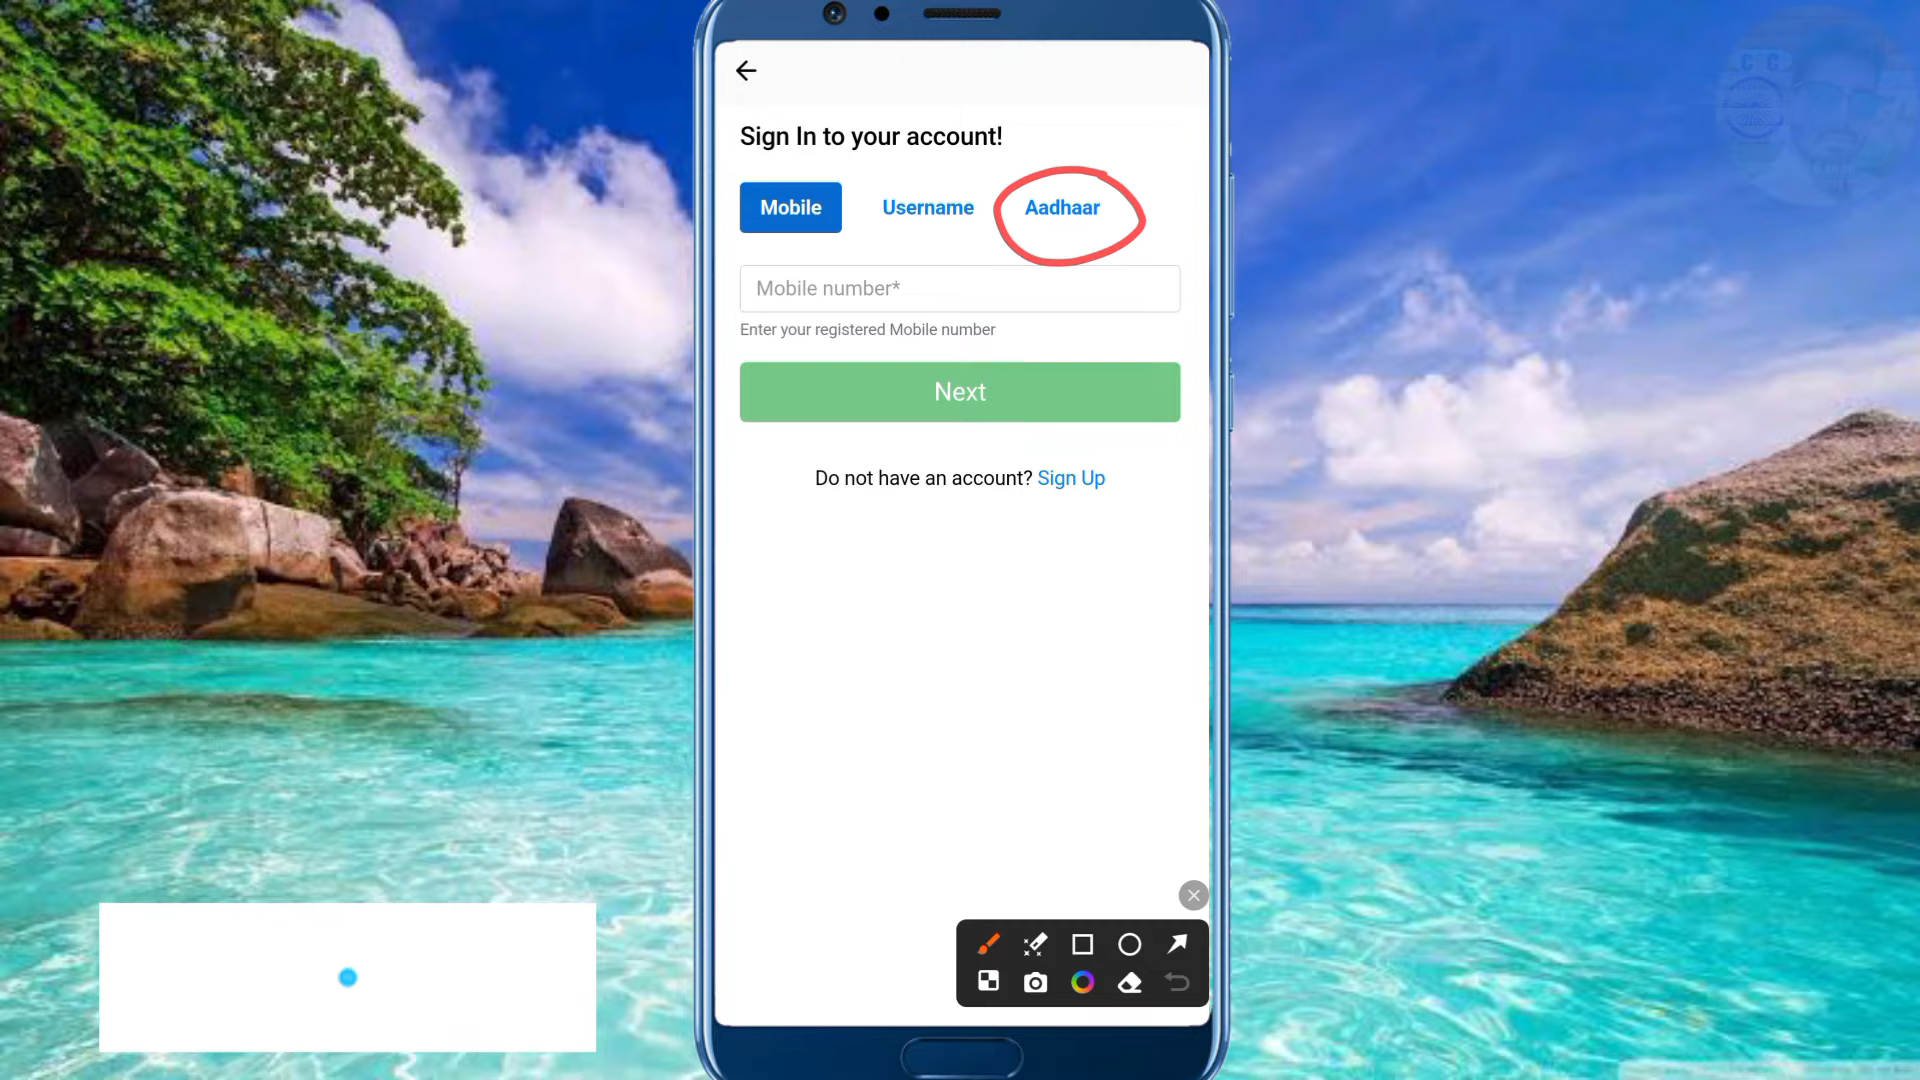 Sign In to your account!
Mobile Username Aadhaar
Mobile number*
Enter your registered Mobile number
Next
Do not have an account? Sign Up